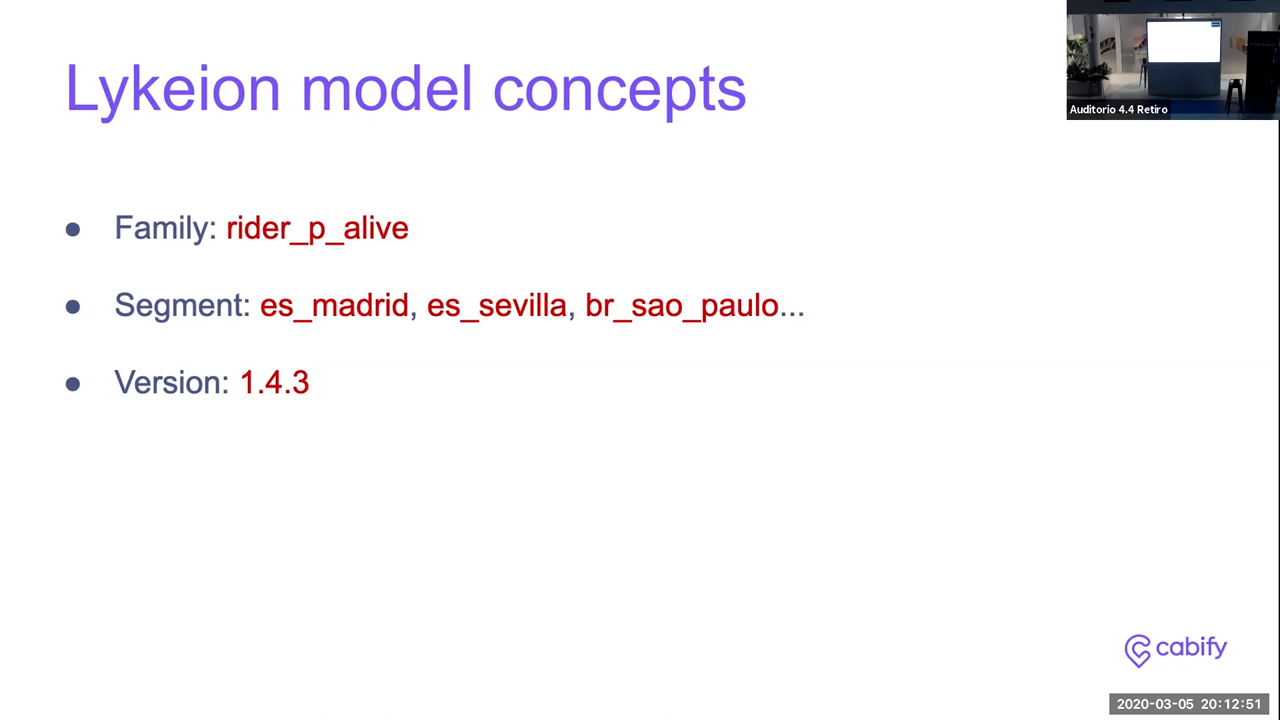 Lykeion model concepts
Auditorio 4.4 Retiro
● Family: rider_p_alive
● Segment: es_madrid, es_sevilla, br_sao_paulo...
● Version: 1.4.3
cabify
2020-03-05 20:12:51